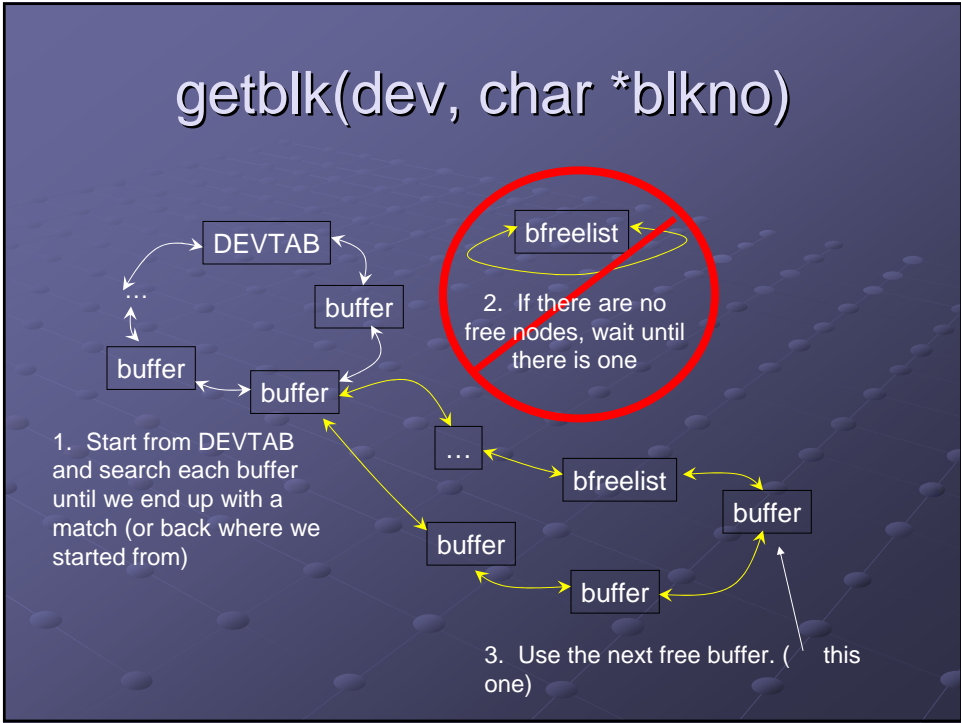 getblk(dev, char *blkno)
DEVTAB
bfreelist
…
buffer
2. If there are no
free nodes, wait until
there is one
buffer
buffer
1. Start from DEVTAB
and search each buffer
until we end up with a
match (or back where we
started from)
…
bfreelist
buffer
buffer
buffer
3. Use the next free buffer. ( this
one)